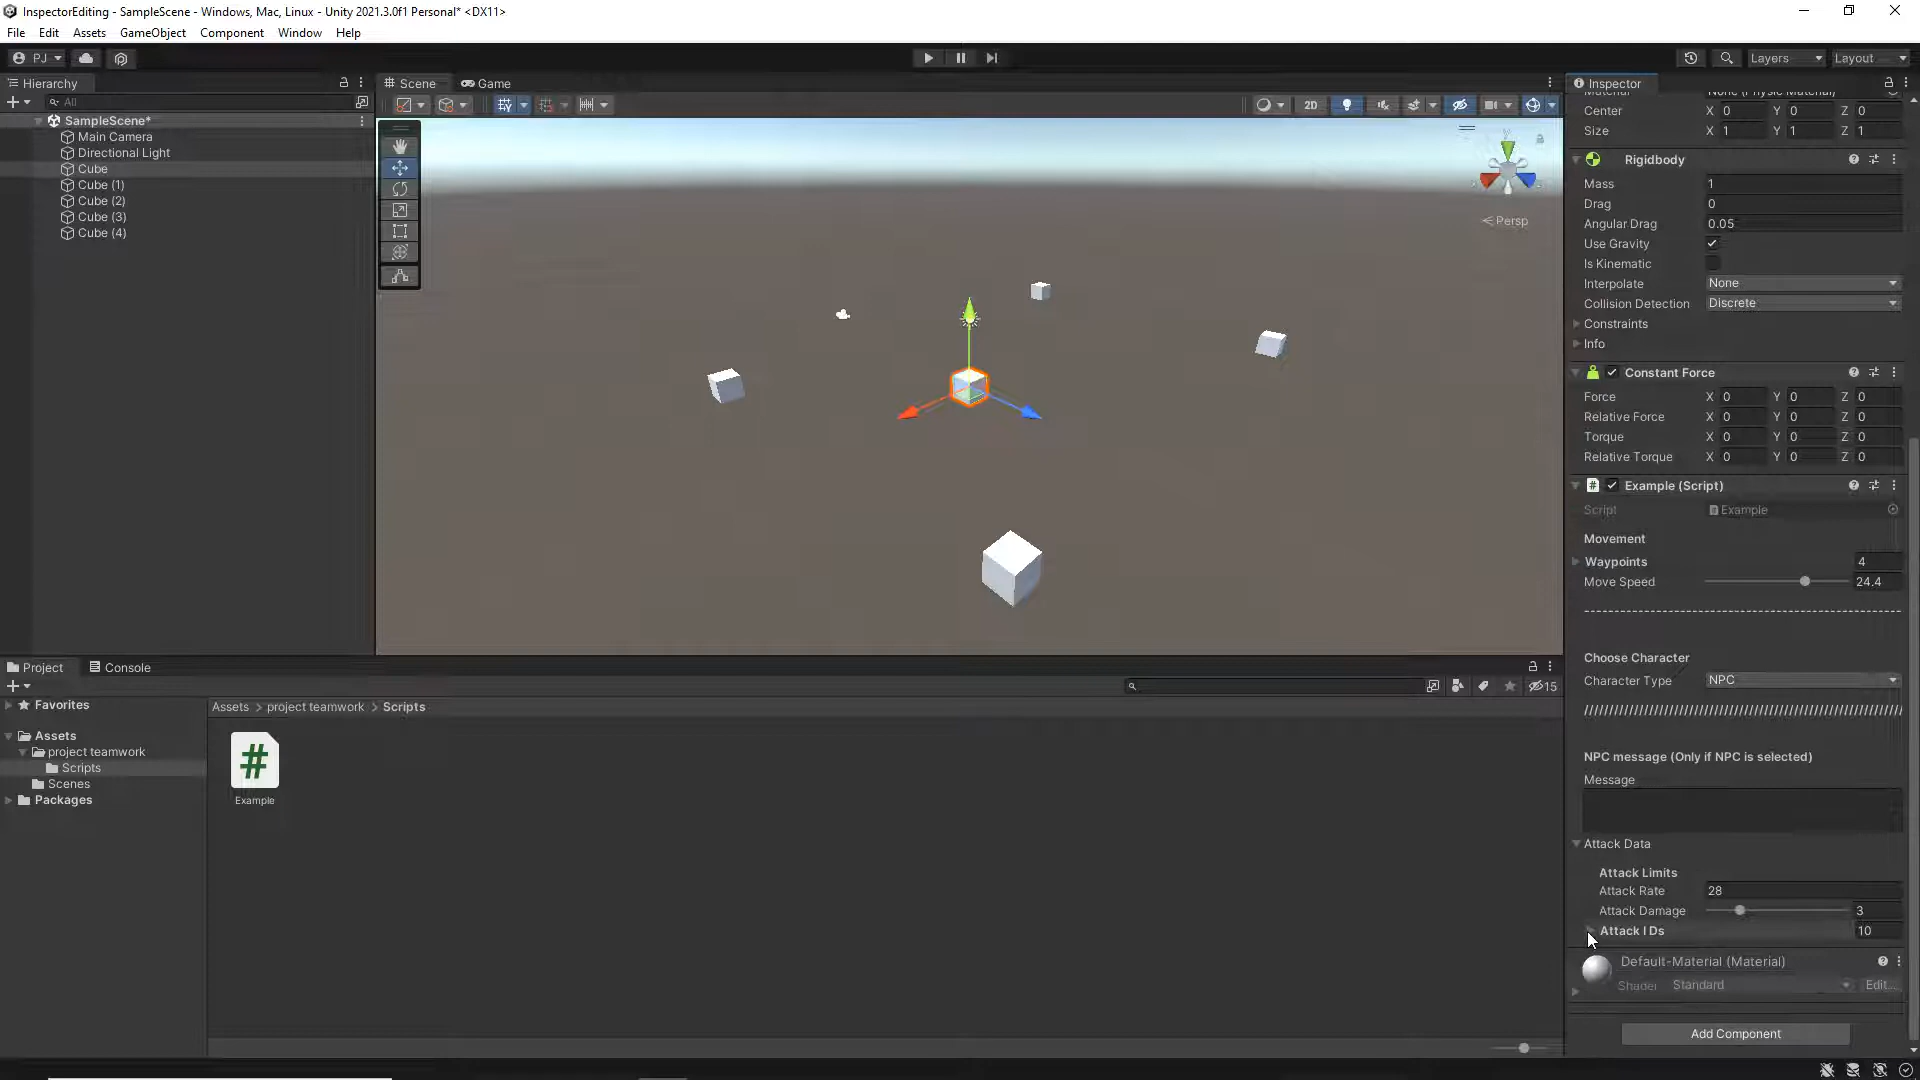 InspectorEditing - SampleScene - Windows, Mac, Linux - Unity 2021.3.0f1 Personal* <DX11>
File Edit Assets GameObject Component Window Help
PJ
Layers
Layout
Hierarchy
All
SampleScene*
Main Camera
Directional Light
Cube
Cube (1)
Cube (2)
Cube (3)
Cube (4)
Scene
Game
2D
Persp
Inspector
Material None (Physic Material)
Center X 0 Y 0 Z 0
Size X 1 Y 1 Z 1
Rigidbody
Mass 1
Drag 0
Angular Drag 0.05
Use Gravity
Is Kinematic
Interpolate None
Collision Detection Discrete
Constraints
Info
Constant Force
Force X 0 Y 0 Z 0
Relative Force X 0 Y 0 Z 0
Torque X 0 Y 0 Z 0
Relative Torque X 0 Y 0 Z 0
# Example (Script)
Script Example
Movement
Waypoints 4
Move Speed 24.4
Choose Character
Character Type NPC
NPC message (Only if NPC is selected)
Message
Attack Data
Attack Limits
Attack Rate 28
Attack Damage 3
Attack I Ds 10
Default-Material (Material)
Shader Standard Edit...
Add Component
Project
Console
15
Favorites
Assets
project teamwork
Scripts
Scenes
Packages
Assets > project teamwork > Scripts
#
Example